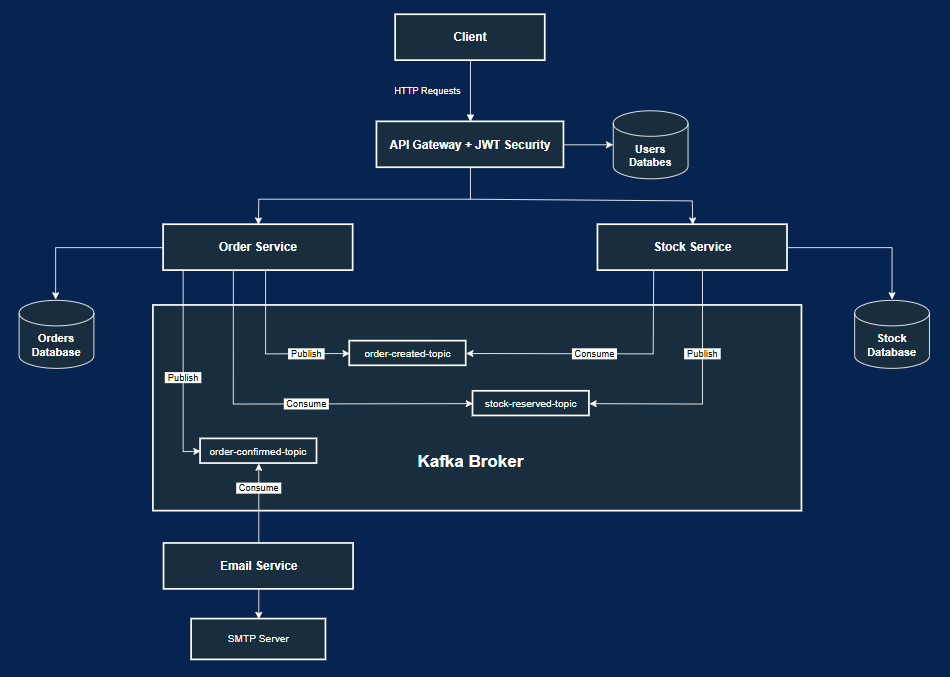 Client
HTTP Requests
API Gateway + JWT Security
Users
Databes
Order Service
Stock Service
Orders
Database
Stock
Database
Publish
order-created-topic
Consume
Publish
Publish
Consume
stock-reserved-topic
order-confirmed-topic
Kafka Broker
Consume
Email Service
SMTP Server